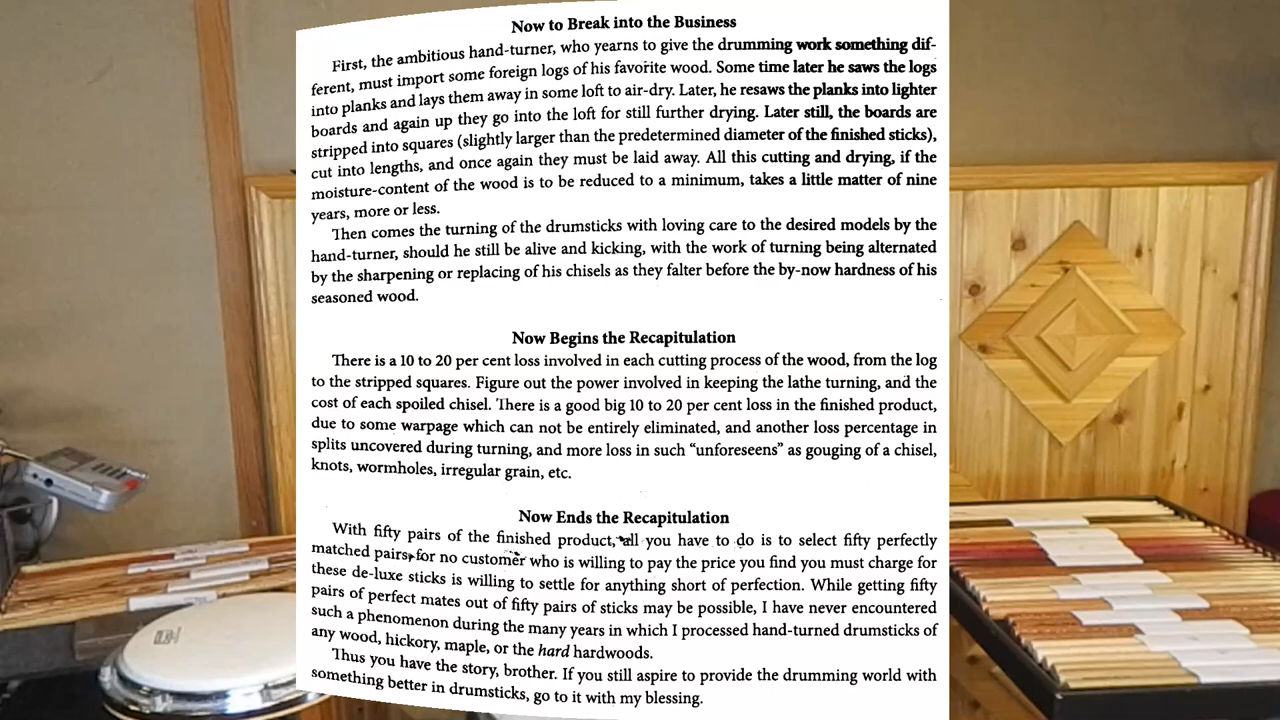 Now to Break into the Business
First, the ambitious hand-turner, who yearns to give the drumming work something dif-
ferent, must import some foreign logs of his favorite wood. Some time later he saws the logs
into planks and lays them away in some loft to air-dry. Later, he resaws the planks into lighter
boards and again up they go into the loft for still further drying. Later still, the boards are
stripped into squares (slightly larger than the predetermined diameter of the finished sticks),
cut into lengths, and once again they must be laid away. All this cutting and drying, if the
moisture-content of the wood is to be reduced to a minimum, takes a little matter of nine
years, more or less.
Then comes the turning of the drumsticks with loving care to the desired models by the
hand-turner, should he still be alive and kicking, with the work of turning being alternated
by the sharpening or replacing of his chisels as they falter before the by-now hardness of his
seasoned wood.
Now Begins the Recapitulation
There is a 10 to 20 per cent loss involved in each cutting process of the wood, from the log
to the stripped squares. Figure out the power involved in keeping the lathe turning, and the
cost of each spoiled chisel. There is a good big 10 to 20 per cent loss in the finished product,
due to some warpage which can not be entirely eliminated, and another loss percentage in
splits uncovered during turning, and more loss in such “unforeseens” as gouging of a chisel,
knots, wormholes, irregular grain, etc.
Now Ends the Recapitulation
With fifty pairs of the finished product, all you have to do is to select fifty perfectly
matched pairs, for no customer who is willing to pay the price you find you must charge for
these de-luxe sticks is willing to settle for anything short of perfection. While getting fifty
pairs of perfect mates out of fifty pairs of sticks may be possible, I have never encountered
such a phenomenon during the many years in which I processed hand-turned drumsticks of
any wood, hickory, maple, or the hard hardwoods.
Thus you have the story, brother. If you still aspire to provide the drumming world with
something better in drumsticks, go to it with my blessing.